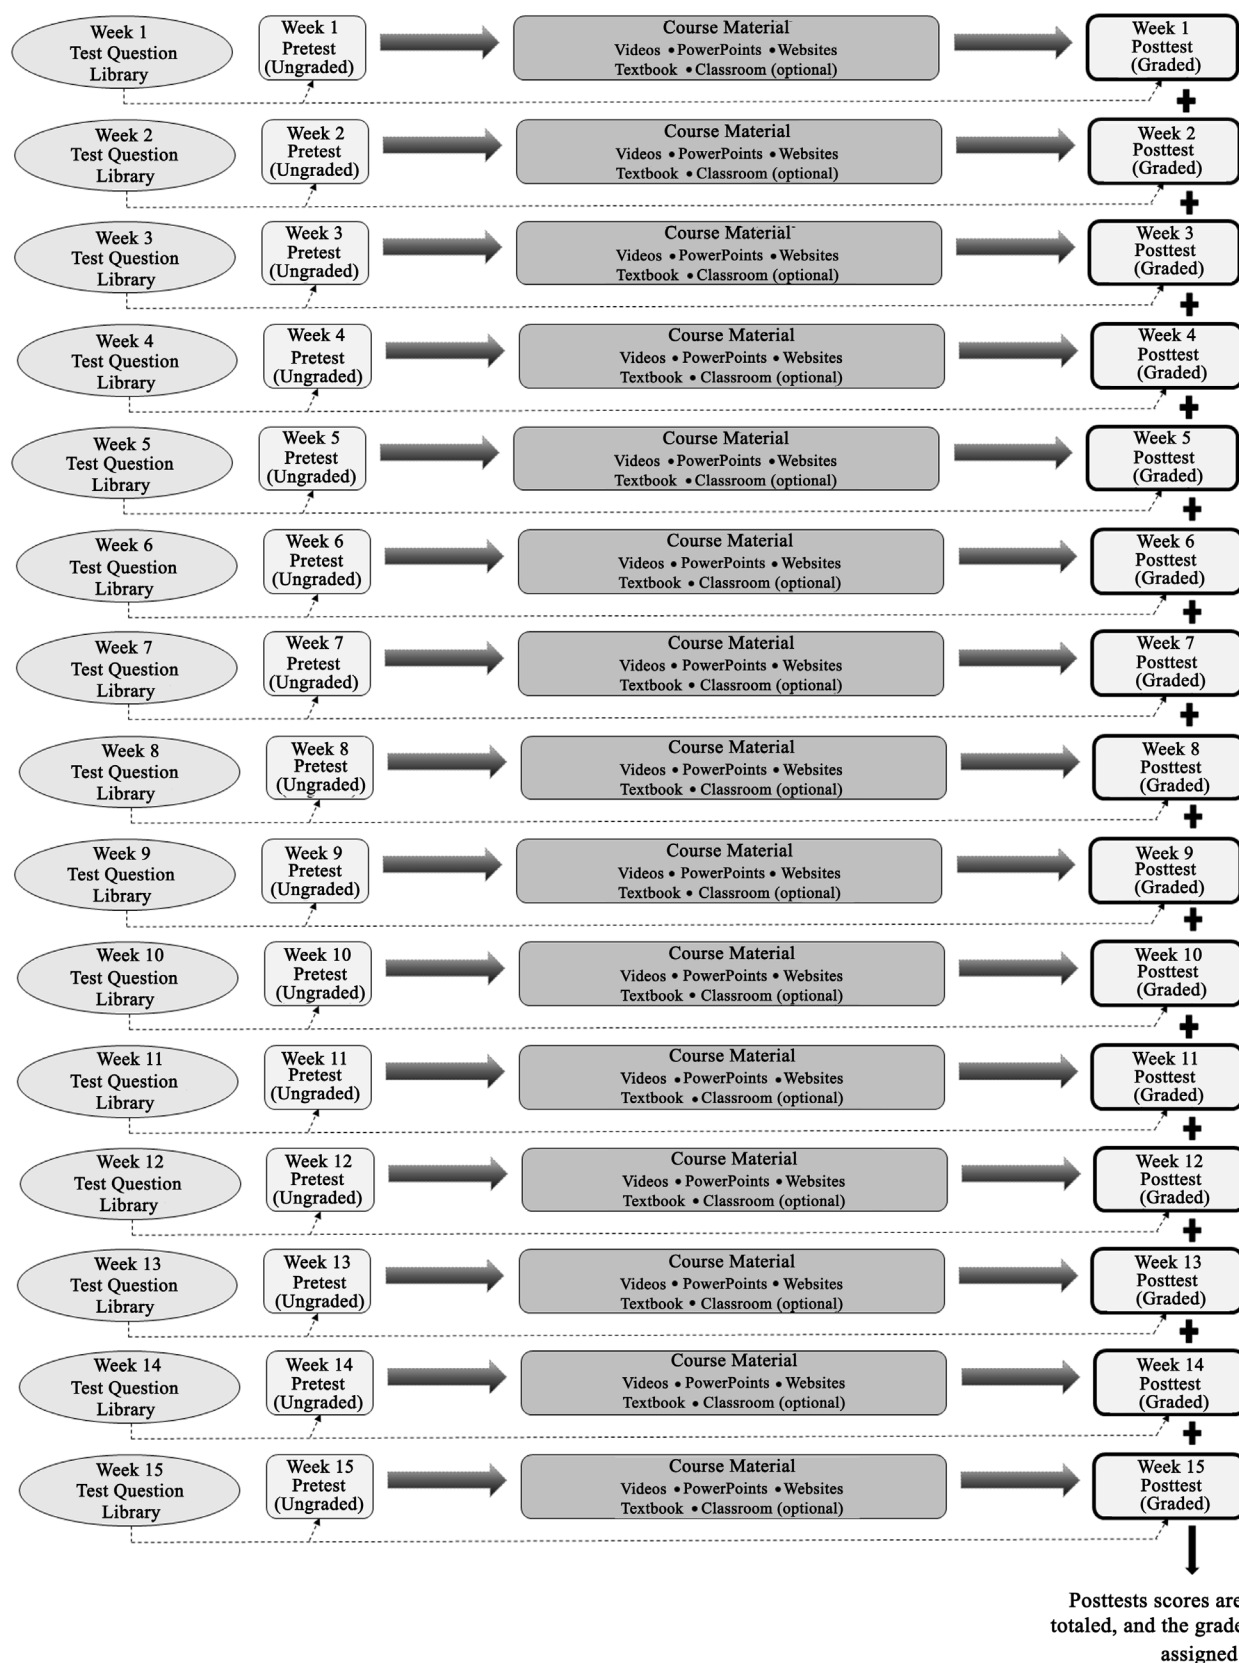 Week 1
Test Question
Library
Week 1
Pretest
(Ungraded)
Course Material
Videos • PowerPoints • Websites
Textbook • Classroom (optional)
Week 1
Posttest
(Graded)
+
Week 2
Test Question
Library
Week 2
Pretest
(Ungraded)
Course Material
Videos • PowerPoints • Websites
Textbook • Classroom (optional)
Week 2
Posttest
(Graded)
+
Week 3
Test Question
Library
Week 3
Pretest
(Ungraded)
Course Material
Videos • PowerPoints • Websites
Textbook • Classroom (optional)
Week 3
Posttest
(Graded)
+
Week 4
Test Question
Library
Week 4
Pretest
(Ungraded)
Course Material
Videos • PowerPoints • Websites
Textbook • Classroom (optional)
Week 4
Posttest
(Graded)
+
Week 5
Test Question
Library
Week 5
Pretest
(Ungraded)
Course Material
Videos • PowerPoints • Websites
Textbook • Classroom (optional)
Week 5
Posttest
(Graded)
+
Week 6
Test Question
Library
Week 6
Pretest
(Ungraded)
Course Material
Videos • PowerPoints • Websites
Textbook • Classroom (optional)
Week 6
Posttest
(Graded)
+
Week 7
Test Question
Library
Week 7
Pretest
(Ungraded)
Course Material
Videos • PowerPoints • Websites
Textbook • Classroom (optional)
Week 7
Posttest
(Graded)
+
Week 8
Test Question
Library
Week 8
Pretest
(Ungraded)
Course Material
Videos • PowerPoints • Websites
Textbook • Classroom (optional)
Week 8
Posttest
(Graded)
+
Week 9
Test Question
Library
Week 9
Pretest
(Ungraded)
Course Material
Videos • PowerPoints • Websites
Textbook • Classroom (optional)
Week 9
Posttest
(Graded)
+
Week 10
Test Question
Library
Week 10
Pretest
(Ungraded)
Course Material
Videos • PowerPoints • Websites
Textbook • Classroom (optional)
Week 10
Posttest
(Graded)
+
Week 11
Test Question
Library
Week 11
Pretest
(Ungraded)
Course Material
Videos • PowerPoints • Websites
Textbook • Classroom (optional)
Week 11
Posttest
(Graded)
+
Week 12
Test Question
Library
Week 12
Pretest
(Ungraded)
Course Material
Videos • PowerPoints • Websites
Textbook • Classroom (optional)
Week 12
Posttest
(Graded)
+
Week 13
Test Question
Library
Week 13
Pretest
(Ungraded)
Course Material
Videos • PowerPoints • Websites
Textbook • Classroom (optional)
Week 13
Posttest
(Graded)
+
Week 14
Test Question
Library
Week 14
Pretest
(Ungraded)
Course Material
Videos • PowerPoints • Websites
Textbook • Classroom (optional)
Week 14
Posttest
(Graded)
+
Week 15
Test Question
Library
Week 15
Pretest
(Ungraded)
Course Material
Videos • PowerPoints • Websites
Textbook • Classroom (optional)
Week 15
Posttest
(Graded)
Posttests scores are
totaled, and the grade
assigned